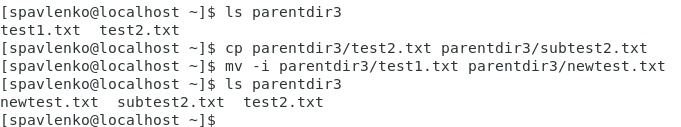 [spavlenko@localhost ~]$ ls parentdir3
test1.txt  test2.txt
[spavlenko@localhost ~]$ cp parentdir3/test2.txt parentdir3/subtest2.txt
[spavlenko@localhost ~]$ mv -i parentdir3/test1.txt parentdir3/newtest.txt
[spavlenko@localhost ~]$ ls parentdir3
newtest.txt  subtest2.txt  test2.txt
[spavlenko@localhost ~]$